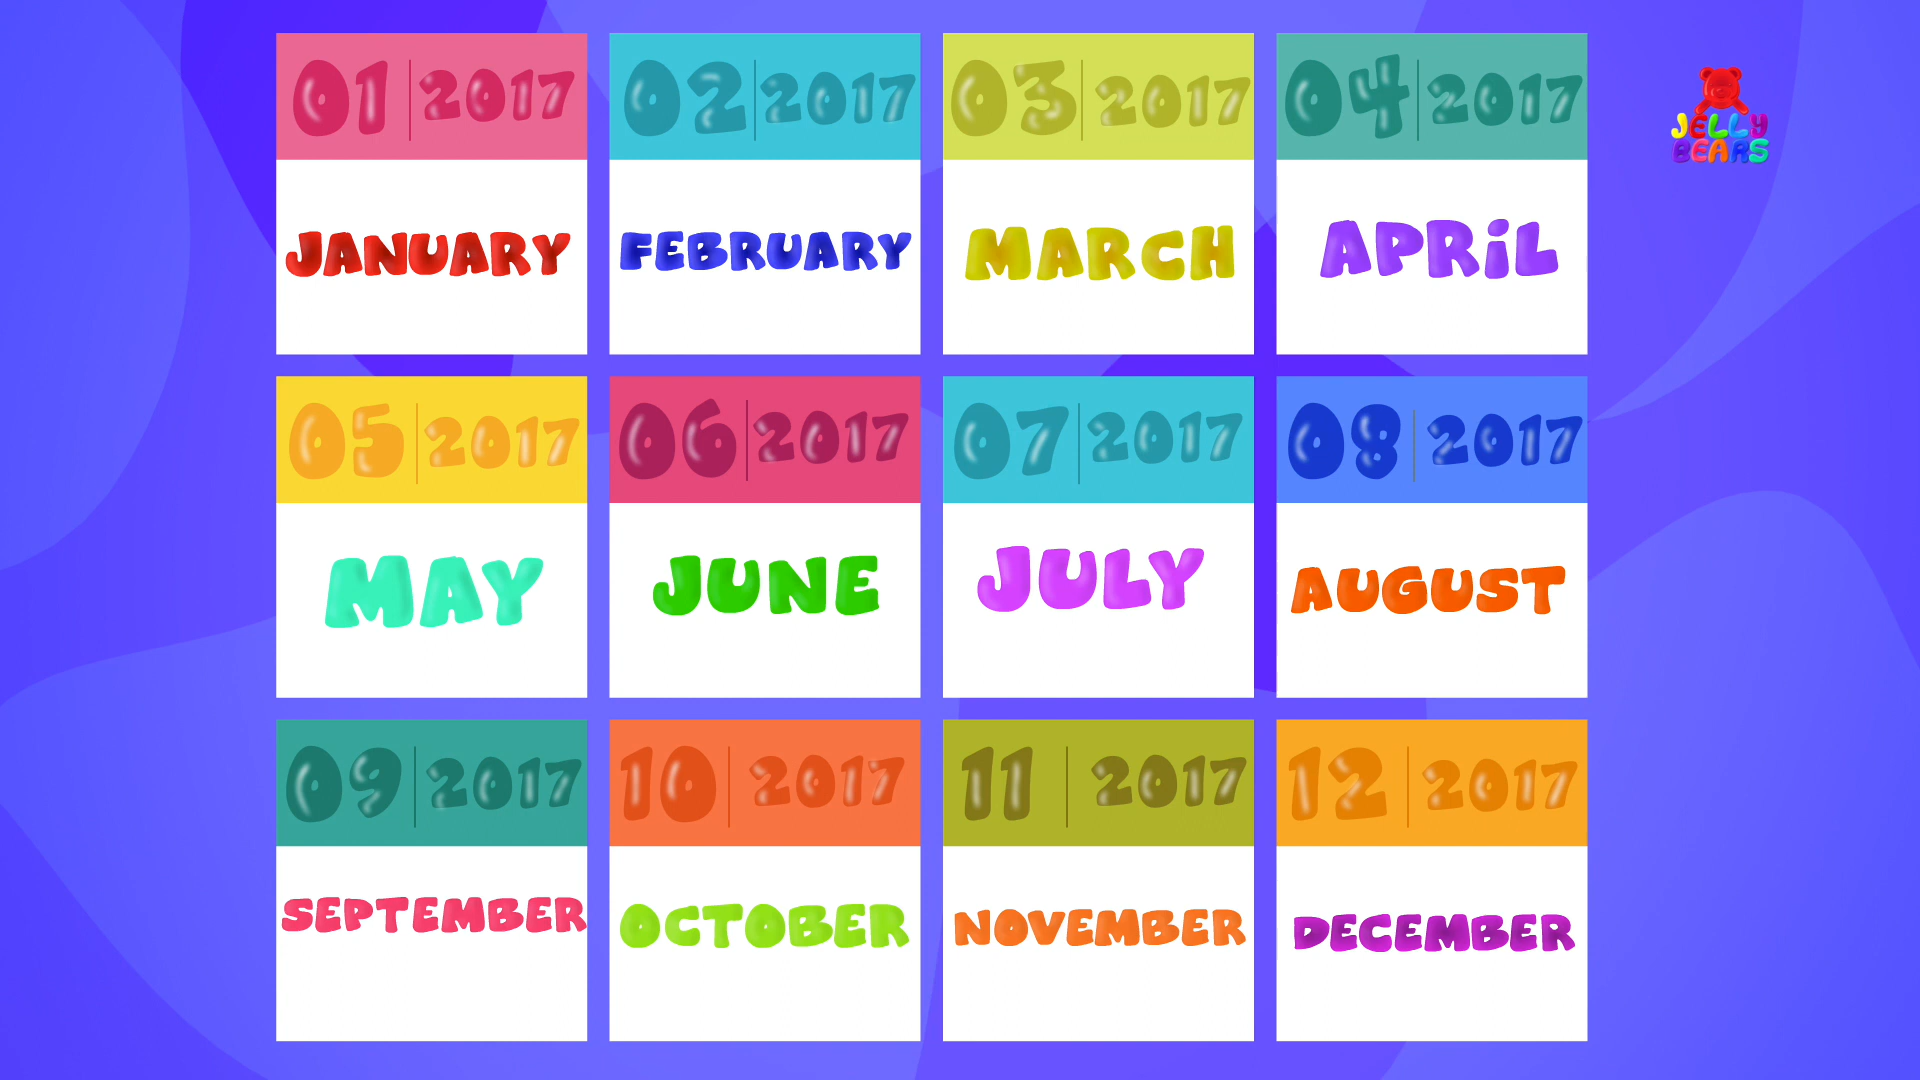 01 | 2017
JANUARY
02 | 2017
FEBRUARY
03 | 2017
MARCH
04 | 2017
APRiL
05 | 2017
MAY
06 | 2017
JUNE
07 | 2017
JULY
08 | 2017
AUGUST
09 | 2017
SEPTEMBER
10 | 2017
OCTOBER
11 | 2017
NOVEMBER
12 | 2017
DECEMBER
JELLY
BEARS